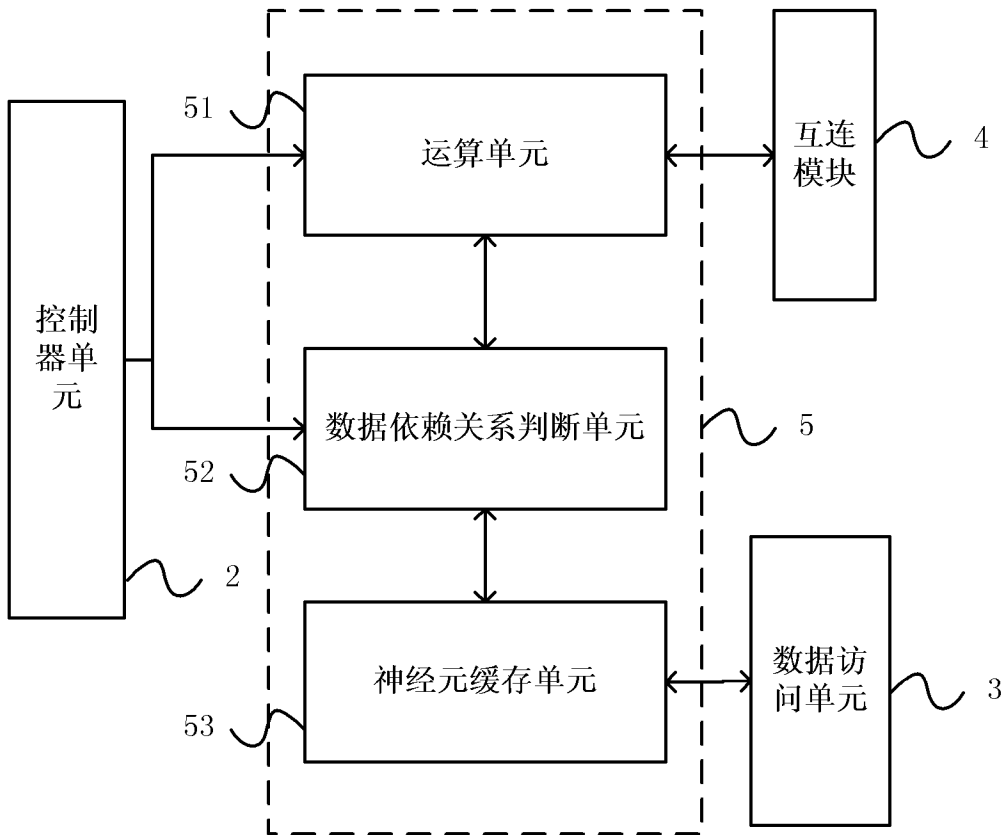 51
运算单元
互连
模块
4
控制
器单
元
数据依赖关系判断单元
5
52
2
神经元缓存单元
数据访
问单元
3
53